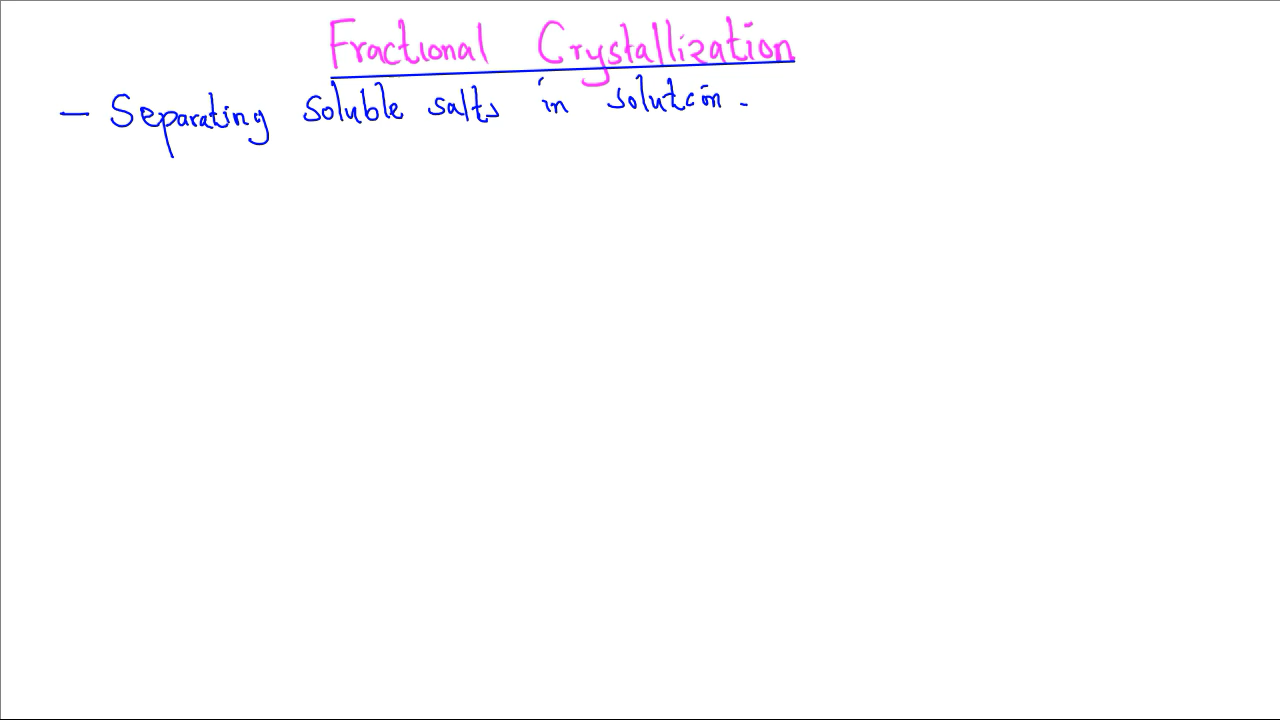 Fractional Crystallization
- Separating soluble salts in solution.